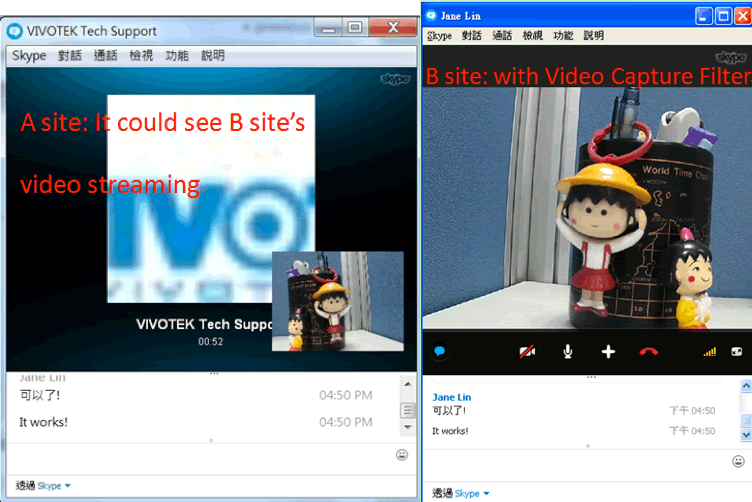 VIVOTEK Tech Support
Skype 對話 通話 檢視 功能 說明
skype
A site: It could see B site's
video streaming
IVO
VIVOTEK
VIVOTEK Tech Suppo
00:52
Jane Lin
可以了! 04:50 PM
It works! 04:50 PM
透過 Skype
Jane Lin
Skype 對話 通話 檢視 功能 說明
skype
B site: with Video Capture Filter
World Time
Jane Lin
可以了! 下午 04:50
It works! 下午 04:50
透過 Skype